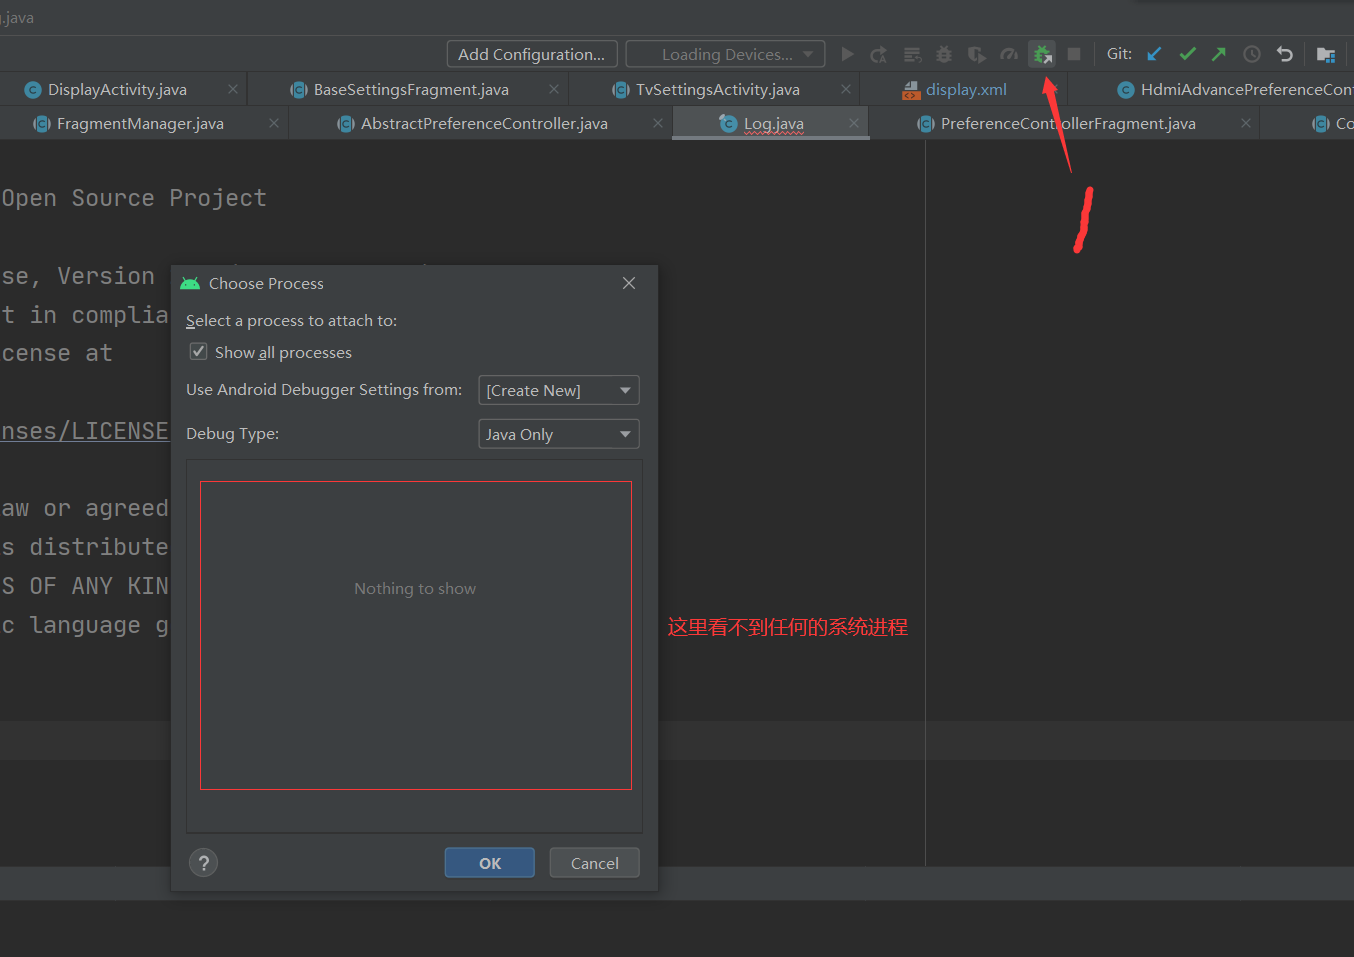 .java
Add Configuration...
Loading Devices...
Git:
DisplayActivity.java
BaseSettingsFragment.java
TvSettingsActivity.java
display.xml
HdmiAdvancePreferenceCont
FragmentManager.java
AbstractPreferenceController.java
Log.java
PreferenceControllerFragment.java
Co
Open Source Project
se, Version
t in complia
cense at
nses/LICENSE
aw or agreed
s distribute
S OF ANY KIN
c language g
Choose Process
Select a process to attach to:
Show all processes
Use Android Debugger Settings from:
[Create New]
Debug Type:
Java Only
Nothing to show
这里看不到任何的系统进程
?
OK
Cancel